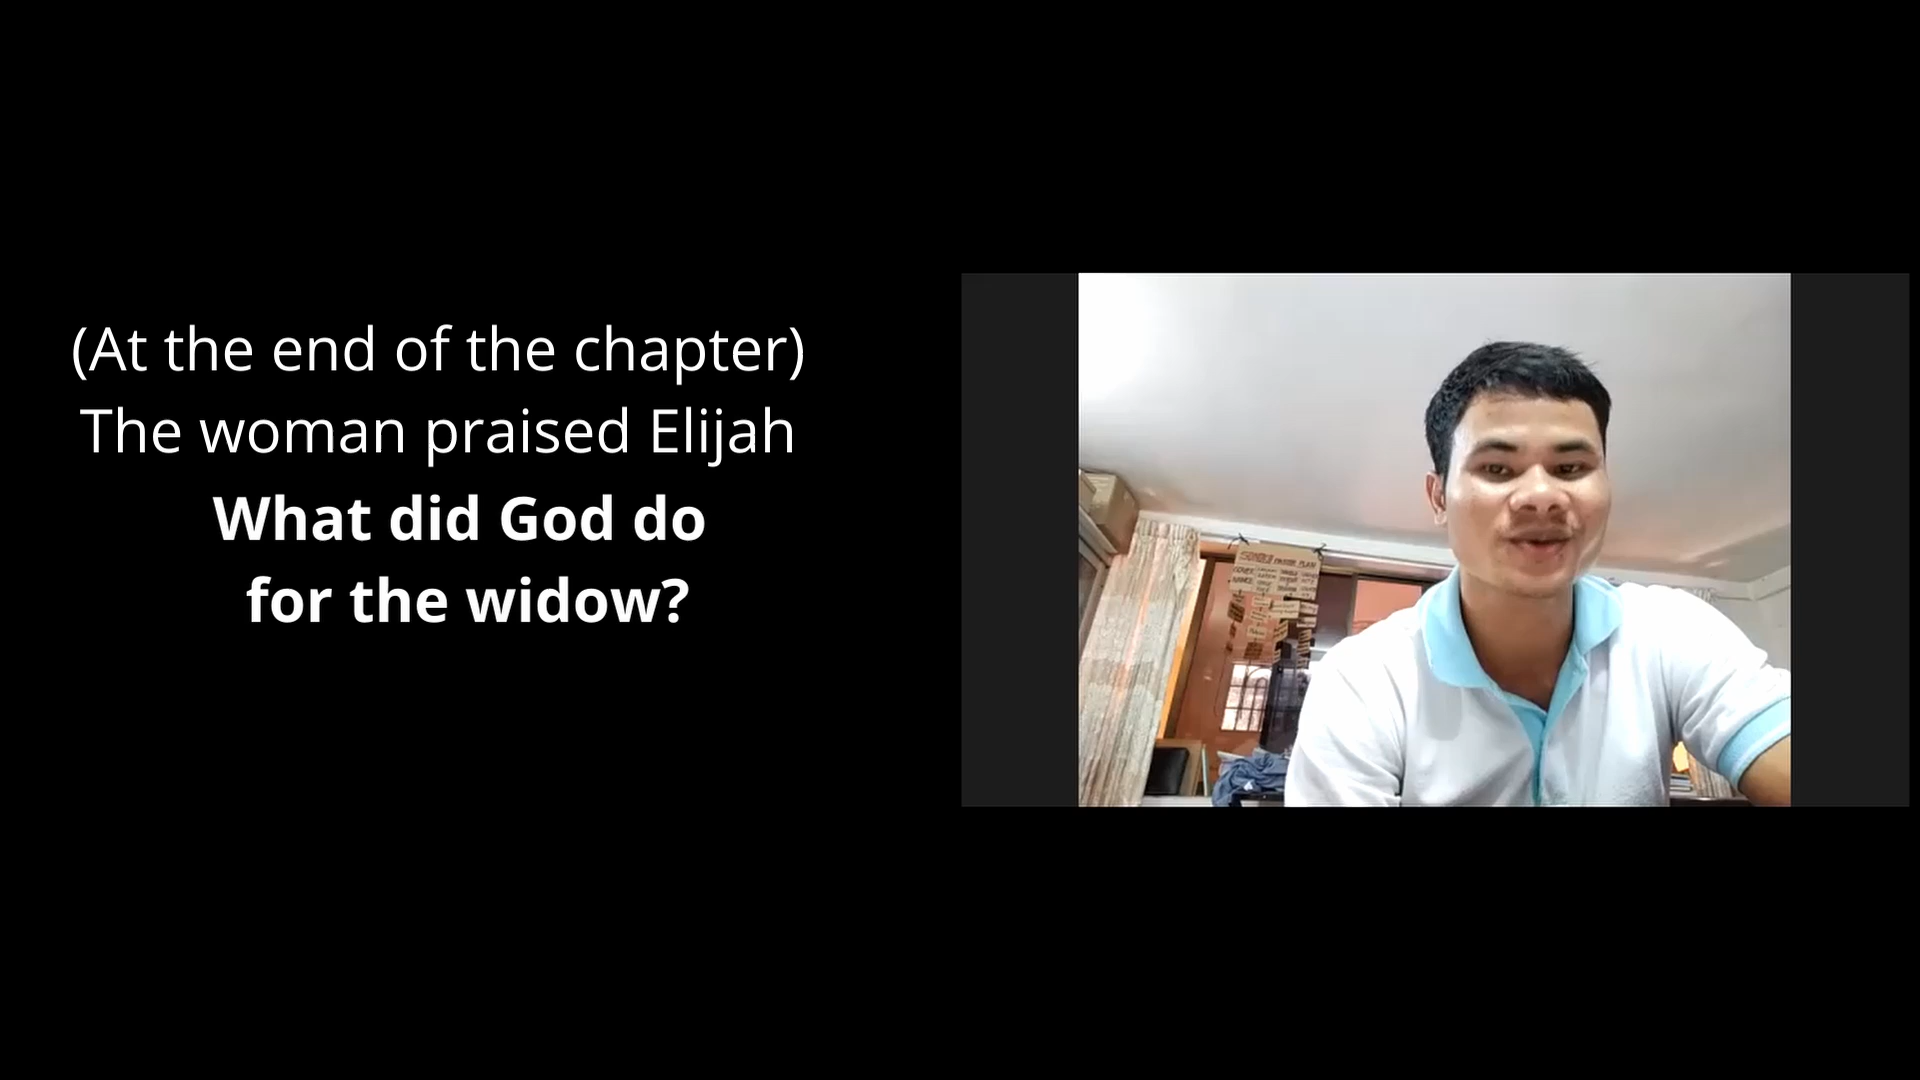 (At the end of the chapter)
The woman praised Elijah
What did God do
for the widow?